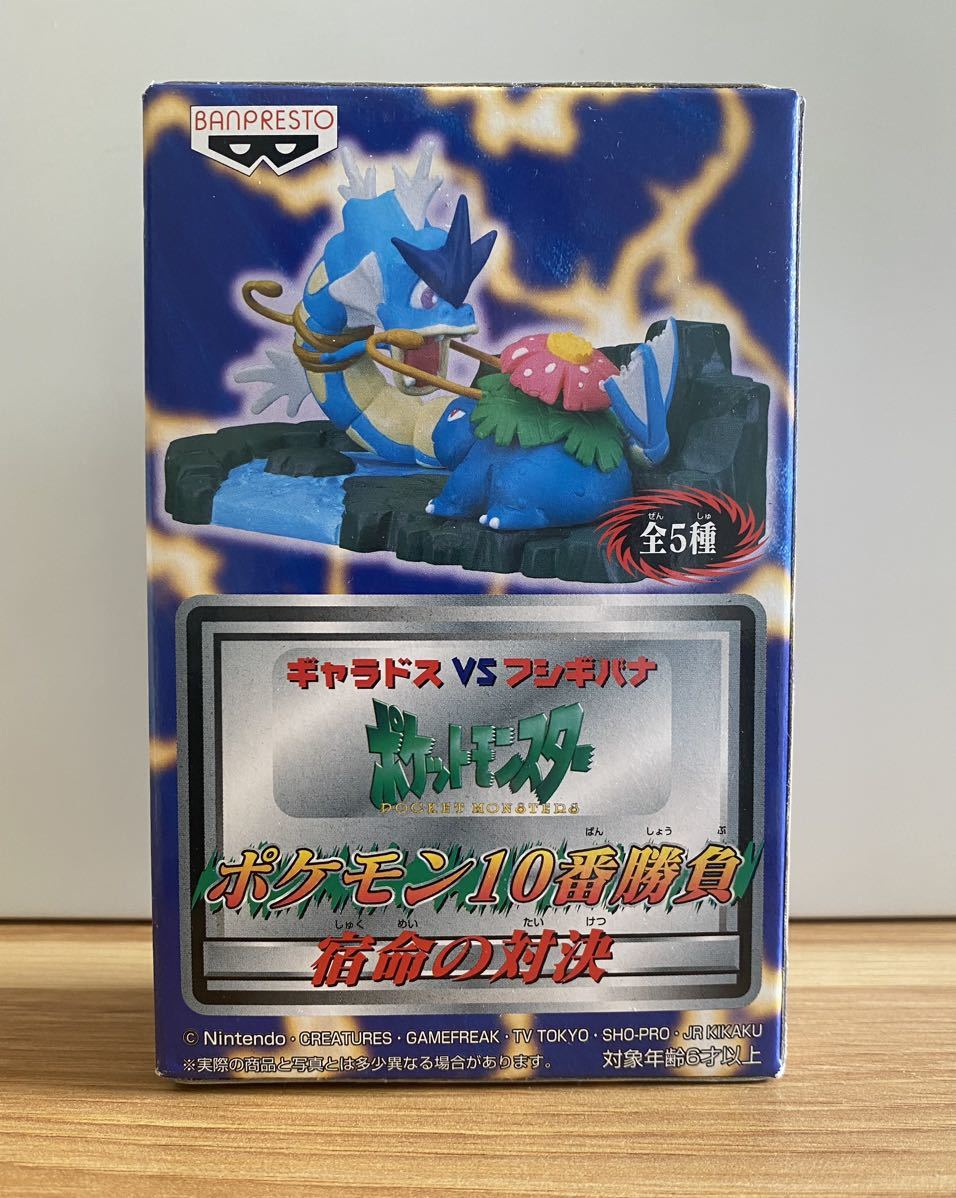 BANPRESTO
ぜん しゅ
全5種
ギャラドス VS フシギバナ
ポケットモンスター
POCKET MONSTERS
ばん しょう ぶ
ポケモン10番勝負
しゅく めい たい けつ
宿命の対決
© Nintendo・CREATURES・GAMEFREAK・TV TOKYO・SHO-PRO・JR KIKAKU
※実際の商品と写真とは多少異なる場合があります。 対象年齢6才以上